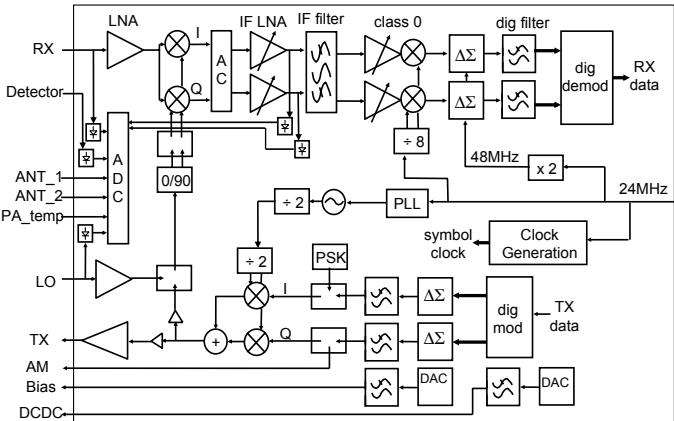 LNA
I
IF LNA
IF filter
class 0
dig filter
RX
A
C
ΔΣ
dig
demod
RX
data
Detector
Q
ΔΣ
A
D
C
÷ 8
48MHz
x 2
ANT_1
0/90
24MHz
ANT_2
÷ 2
PLL
PA_temp
symbol
clock
Clock
Generation
÷ 2
PSK
LO
I
ΔΣ
dig
mod
TX
data
TX
+
Q
ΔΣ
AM
Bias
DAC
DAC
DCDC